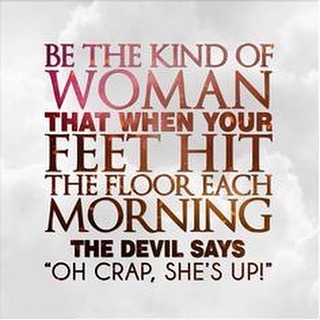 BE THE KIND OF
WOMAN
THAT WHEN YOUR
FEET HIT
THE FLOOR EACH
MORNING
THE DEVIL SAYS
“OH CRAP, SHE’S UP!”